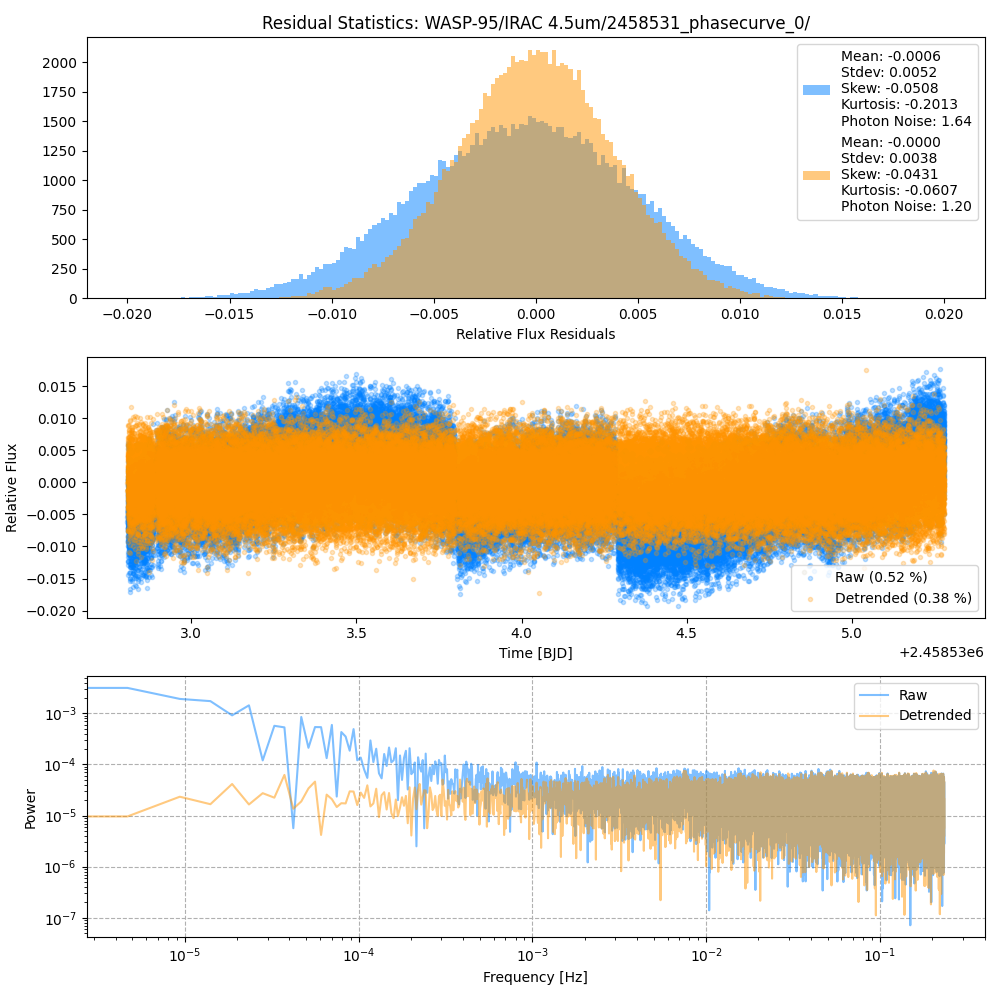 Residual Statistics: WASP-95/IRAC 4.5um/2458531_phasecurve_0/
2000
1750
1500
1250
1000
750
500
250
0
Mean: -0.0006
Stdev: 0.0052
Skew: -0.0508
Kurtosis: -0.2013
Photon Noise: 1.64
Mean: -0.0000
Stdev: 0.0038
Skew: -0.0431
Kurtosis: -0.0607
Photon Noise: 1.20
−0.020 −0.015 −0.010 −0.005 0.000 0.005 0.010 0.015 0.020
Relative Flux Residuals
Relative Flux
0.015
0.010
0.005
0.000
−0.005
−0.010
−0.015
−0.020
Raw (0.52 %)
Detrended (0.38 %)
3.0 3.5 4.0 4.5 5.0
Time [BJD]
+2.45853e6
Power
10−3
10−4
10−5
10−6
10−7
Raw
Detrended
10−5 10−4 10−3 10−2 10−1
Frequency [Hz]